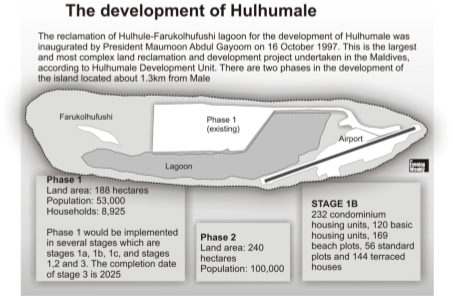 The development of Hulhumale
The reclamation of Hulhule-Farukolhufushi lagoon for the development of Hulhumale was
inaugurated by President Maumoon Abdul Gayoom on 16 October 1997. This is the largest
and most complex land reclamation and development project undertaken in the Maldives,
according to Hulhumale Development Unit. There are two phases in the development of
the island located about 1.3km from Male
Farukolhufushi
Phase 1
(existing)
Airport
Lagoon
Phase 1
Land area: 188 hectares
Population: 53,000
Households: 8,925
Phase 1 would be implemented
in several stages which are
stages 1a, 1b, 1c, and stages
1,2 and 3. The completion date
of stage 3 is 2025
Phase 2
Land area: 240
hectares
Population: 100,000
STAGE 1B
232 condominium
housing units, 120 basic
housing units, 169
beach plots, 56 standard
plots and 144 terraced
houses